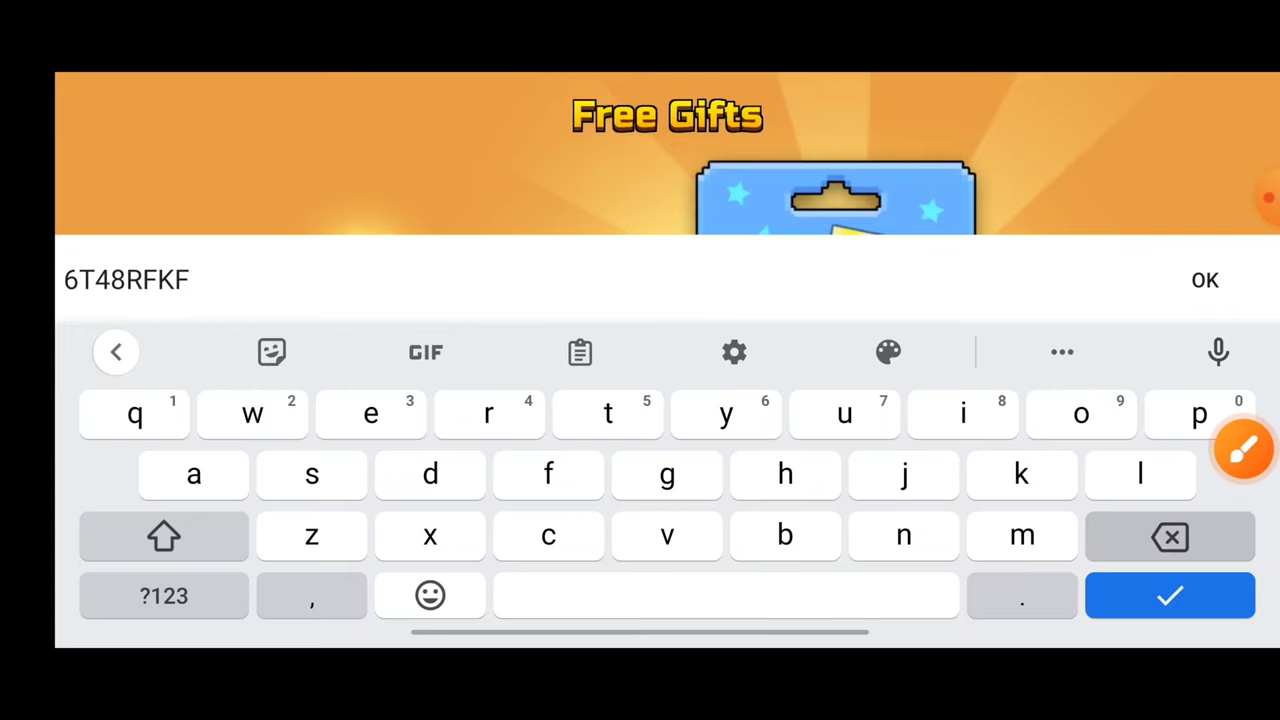 Free Gifts
6T48RFKF
OK
GIF
q 1 w 2 e 3 r 4 t 5 y 6 u 7 i 8 o 9 p 0
a s d f g h j k l
z x c v b n m
?123 , .